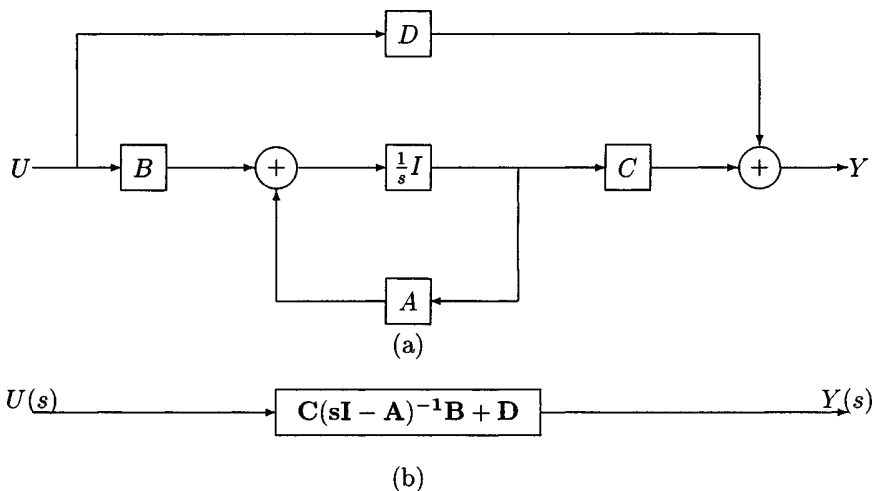 D
U
B
+
1/s I
C
+
Y
A
(a)
U(s)
C(sI − A)⁻¹B + D
Y(s)
(b)